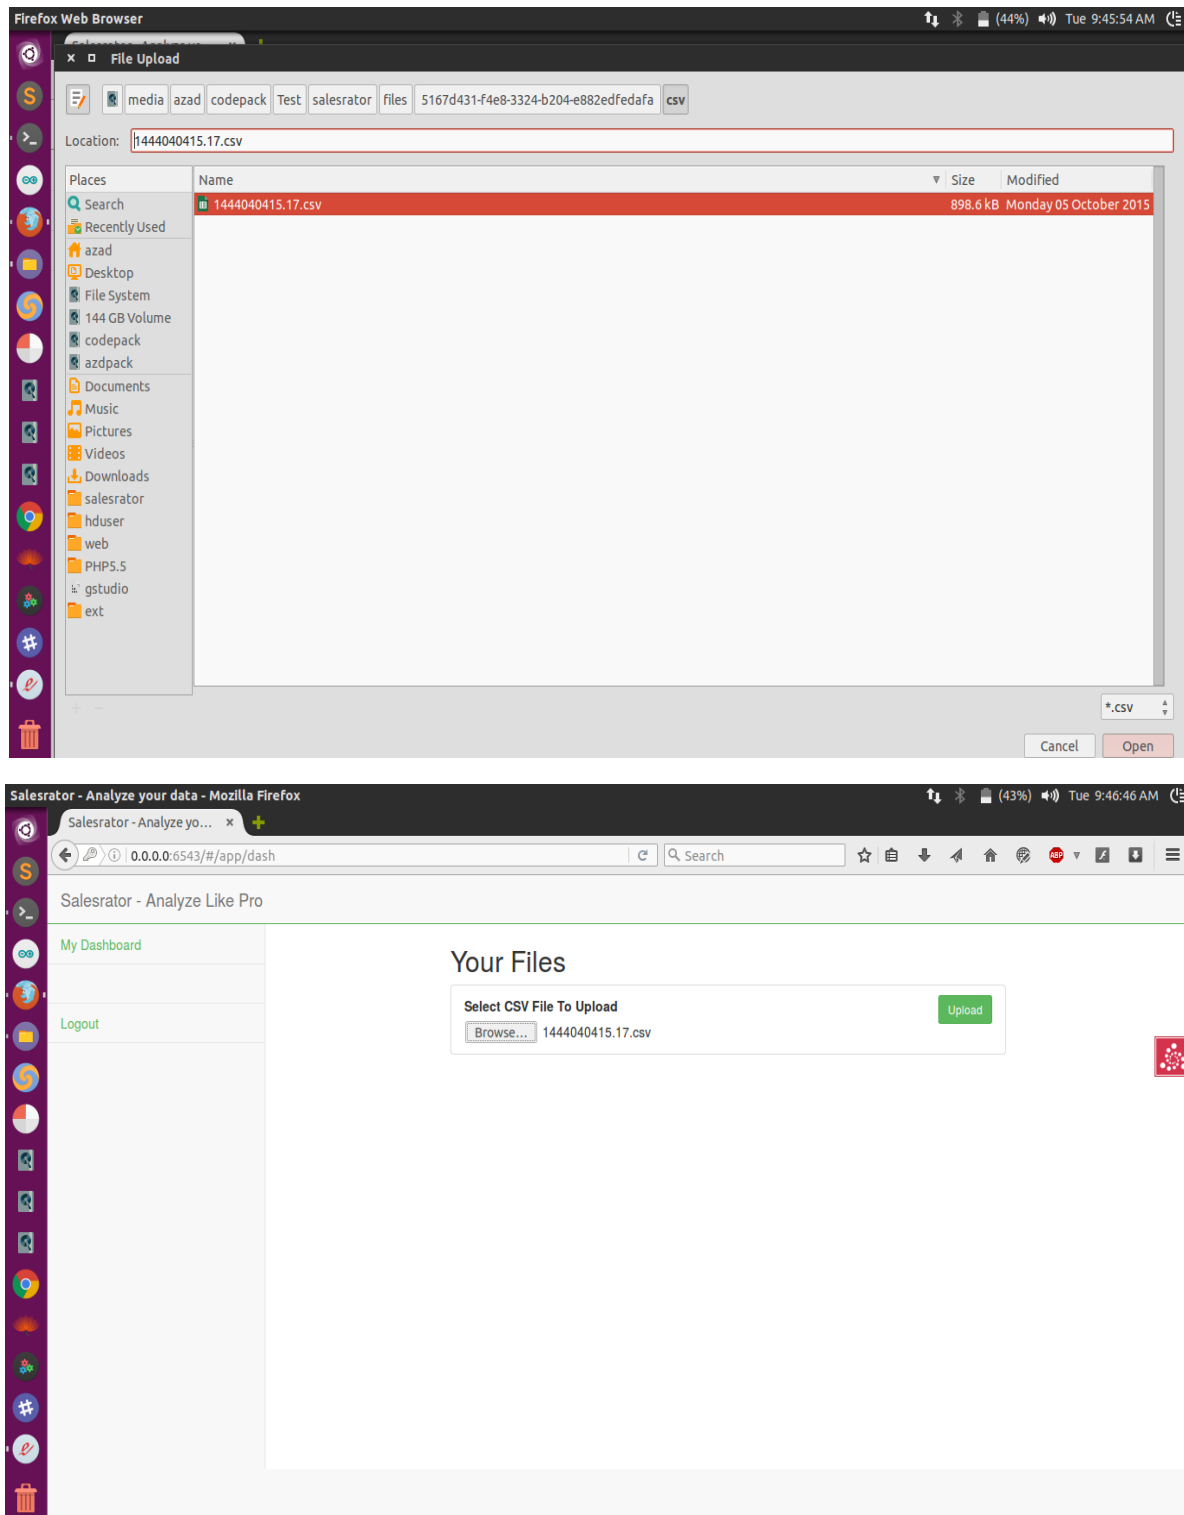 Firefox Web Browser (44%) Tue 9:45:54 AM
File Upload
media azad codepack Test salesrator files 5167d431-f4e8-3324-b204-e882edfedafa csv
Location: 1444040415.17.csv
Places Name Size Modified
Search 1444040415.17.csv 898.6 kB Monday 05 October 2015
Recently Used
azad
Desktop
File System
144 GB Volume
codepack
azdpack
Documents
Music
Pictures
Videos
Downloads
salesrator
hduser
web
PHP5.5
gstudio
ext
*.csv
Cancel Open
Salesrator - Analyze your data - Mozilla Firefox (43%) Tue 9:46:46 AM
Salesrator - Analyze yo...
0.0.0.0:6543/#/app/dash Search ABP
Salesrator - Analyze Like Pro
My Dashboard
Your Files
Select CSV File To Upload Upload
Logout
Browse... 1444040415.17.csv